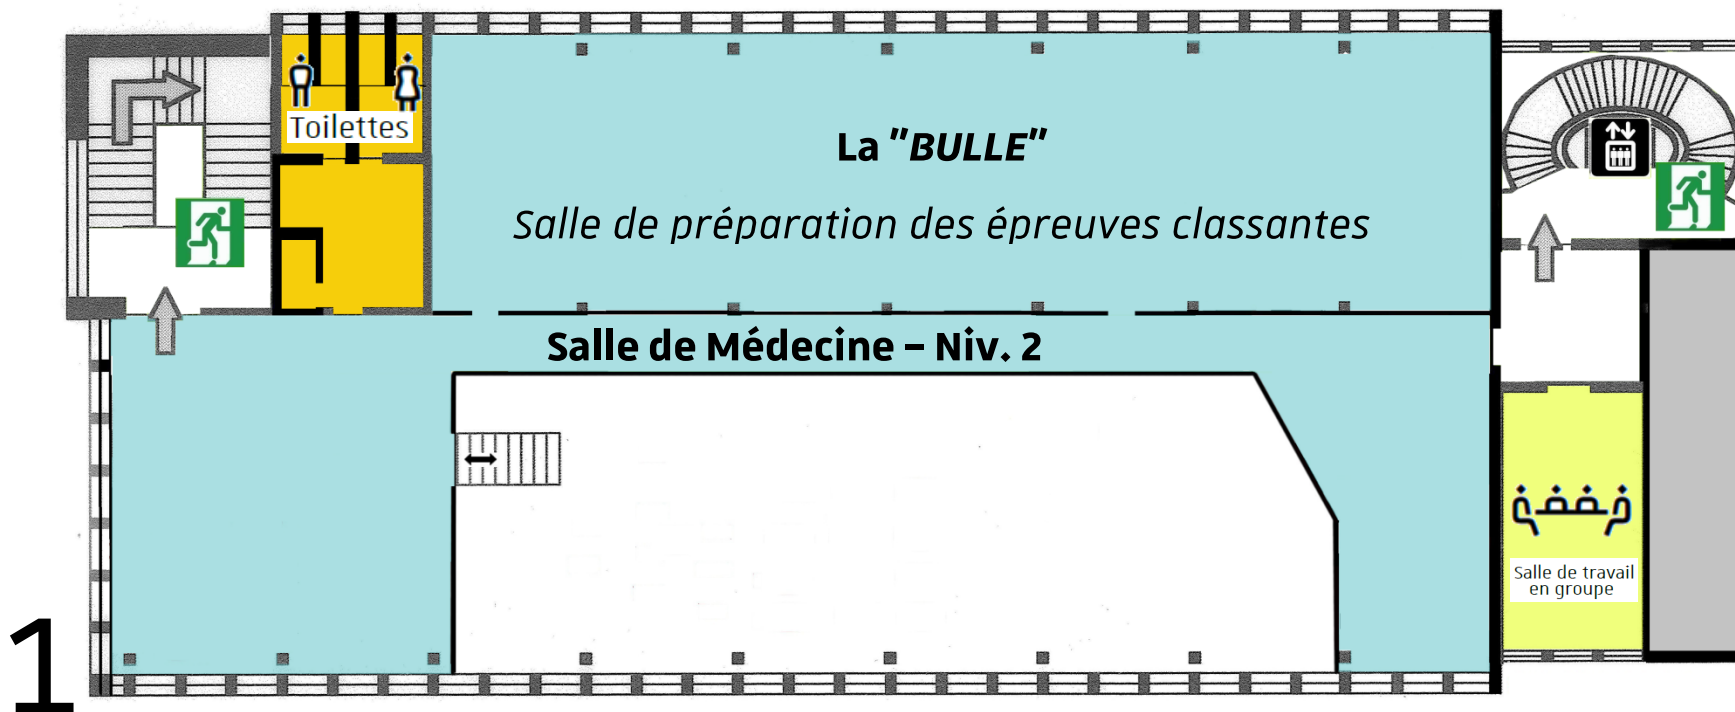 Toilettes
La "BULLE"
Salle de préparation des épreuves classantes
Salle de Médecine – Niv. 2
Salle de travail
en groupe
1